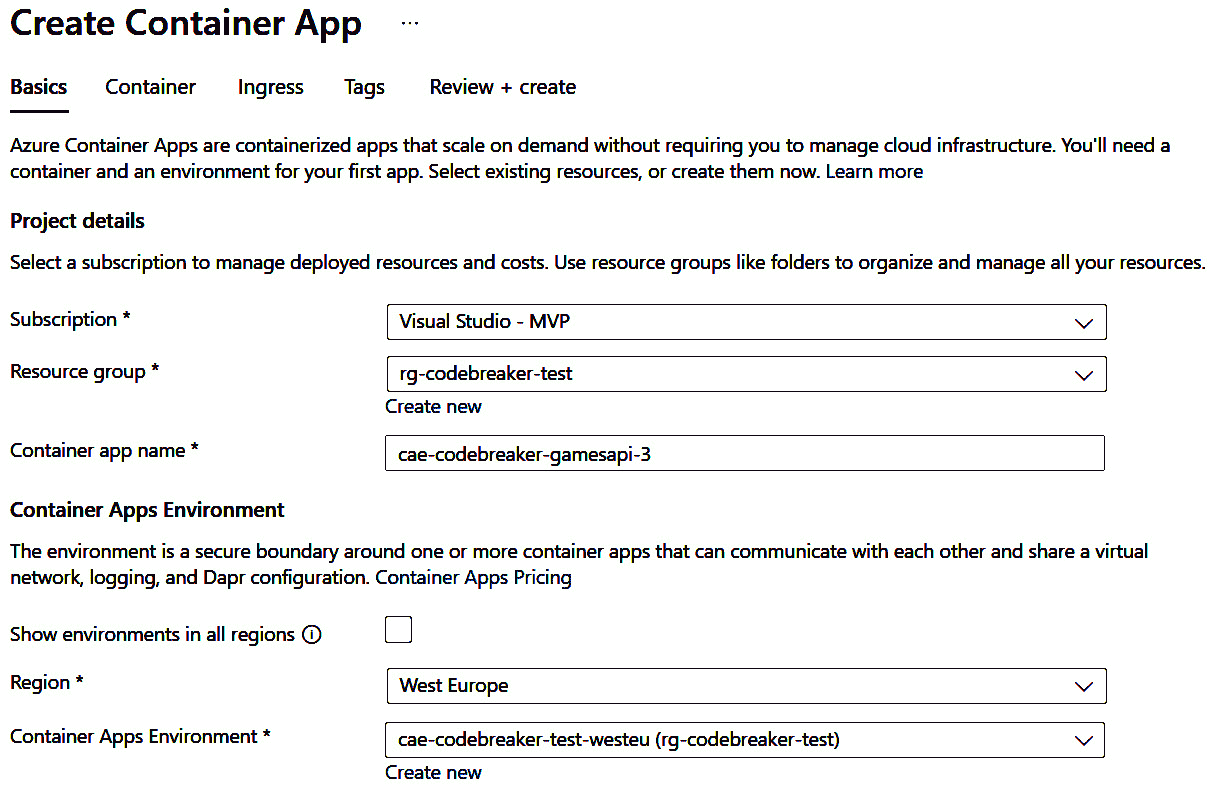 Create Container App ...
Basics Container Ingress Tags Review + create
Azure Container Apps are containerized apps that scale on demand without requiring you to manage cloud infrastructure. You'll need a
container and an environment for your first app. Select existing resources, or create them now. Learn more
Project details
Select a subscription to manage deployed resources and costs. Use resource groups like folders to organize and manage all your resources.
Subscription * Visual Studio - MVP
Resource group * rg-codebreaker-test
Create new
Container app name * cae-codebreaker-gamesapi-3
Container Apps Environment
The environment is a secure boundary around one or more container apps that can communicate with each other and share a virtual
network, logging, and Dapr configuration. Container Apps Pricing
Show environments in all regions
Region * West Europe
Container Apps Environment * cae-codebreaker-test-westeu (rg-codebreaker-test)
Create new